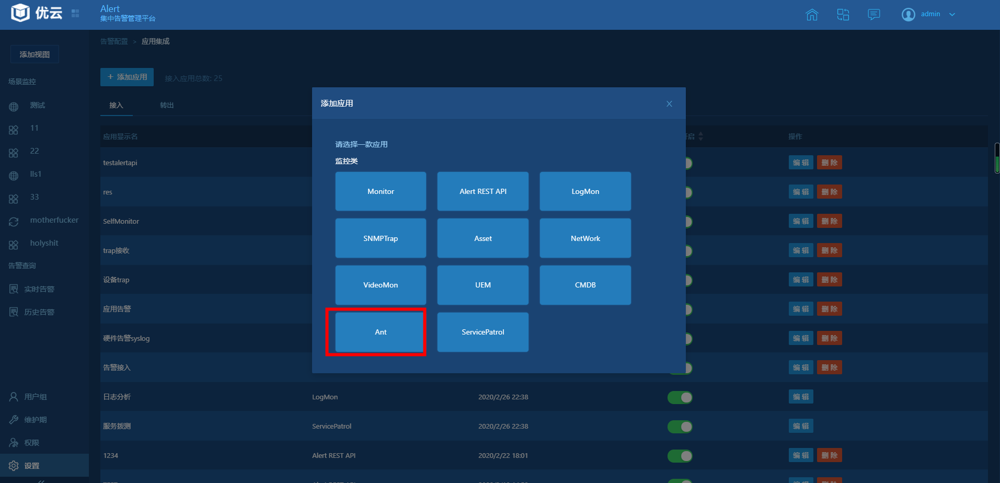 优云
Alert
集中告警管理平台
admin
告警配置 > 应用集成
添加视图
+ 添加应用
接入应用总数: 25
场景监控
接入
转出
测试
11
22
lls1
33
motherfucker
holyshit
告警查询
实时告警
历史告警
用户组
维护期
权限
设置
添加应用
请选择一款应用
监控类
Monitor
Alert REST API
LogMon
SNMPTrap
Asset
NetWork
VideoMon
UEM
CMDB
Ant
ServicePatrol
应用显示名
启
操作
testalertapi
编辑 删除
res
编辑 删除
SelfMonitor
编辑 删除
trap接收
编辑 删除
设备trap
编辑 删除
应用告警
编辑 删除
硬件告警syslog
编辑 删除
告警接入
编辑 删除
日志分析 LogMon 2020/2/26 22:38 编辑
服务拨测 ServicePatrol 2020/2/26 22:38 编辑
1234 Alert REST API 2020/2/22 18:01 编辑 删除